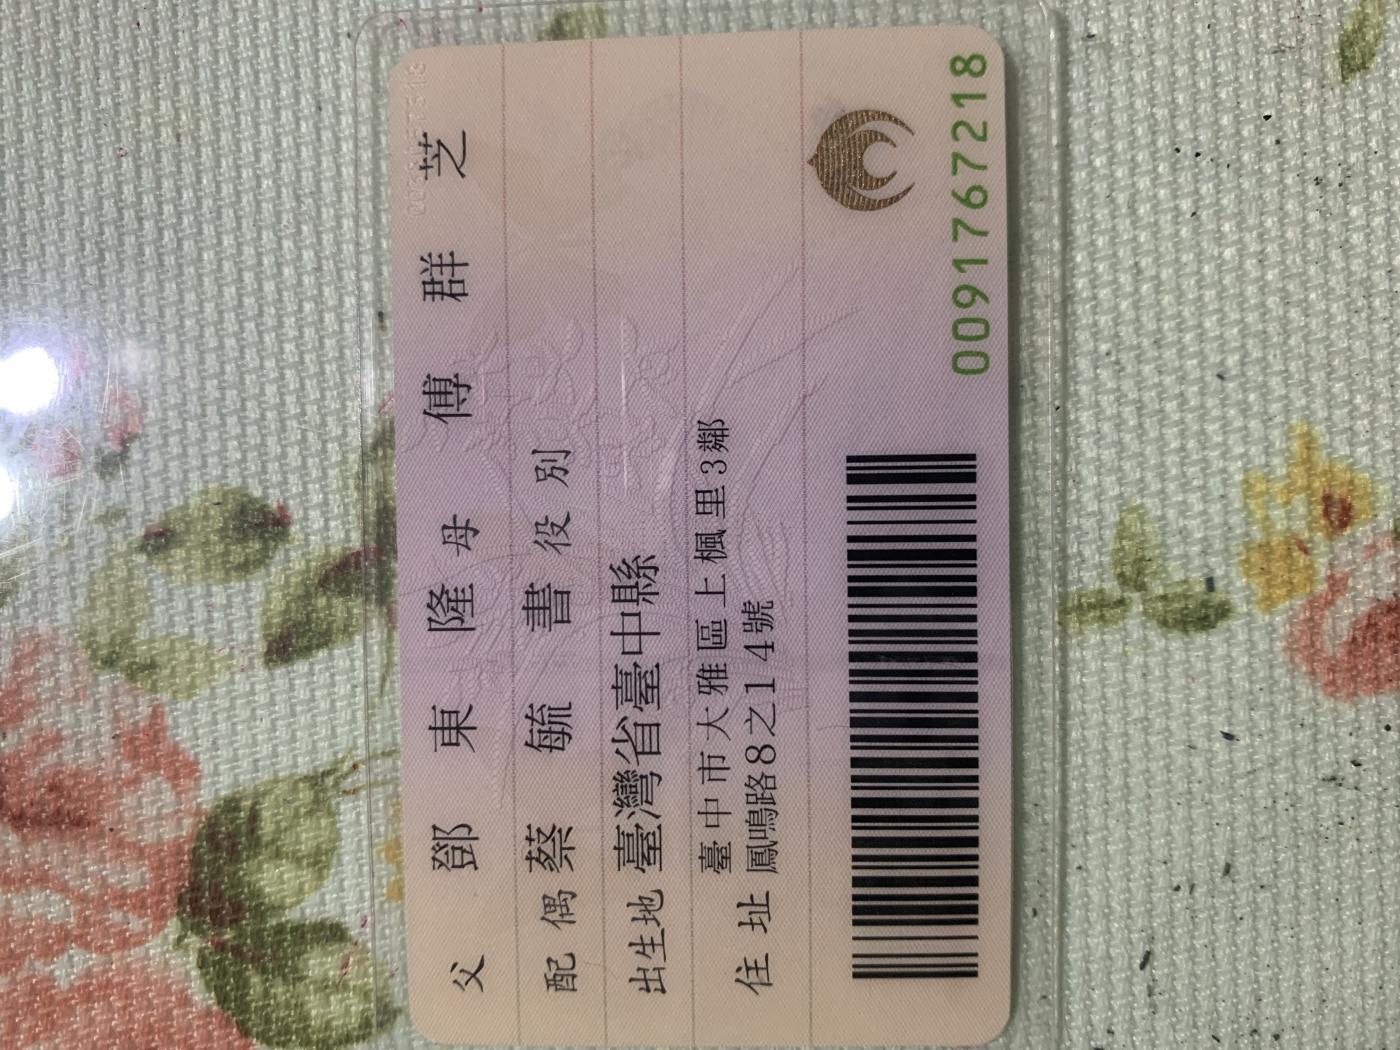 父 鄧東隆 母 傅群芝
配偶 蔡毓書 役別
出生地 臺灣省臺中縣
住址 臺中市大雅區上楓里3鄰
鳳鳴路8之14號
0091767218